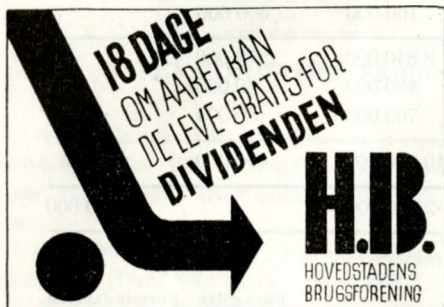 18 DAGE
OM AARET KAN
DE LEVE GRATIS-FOR
DIVIDENDEN
H.B.
HOVEDSTADENS
BRUGSFORENING